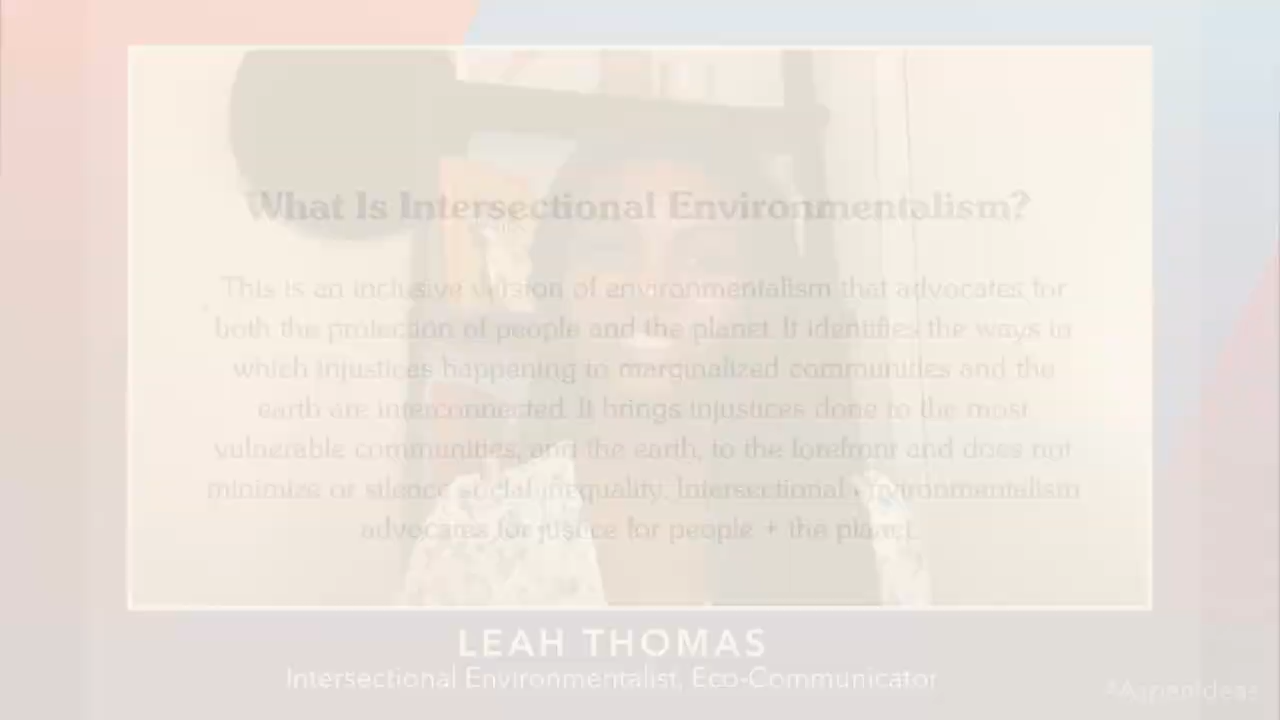 What Is Intersectional Environmentalism?
This is an inclusive version of environmentalism that advocates for
both the protection of people and the planet. It identifies the ways in
which injustices happening to marginalized communities and the
earth are interconnected. It brings injustices done to the most
vulnerable communities, and the earth, to the forefront and does not
minimize or silence social inequality. Intersectional environmentalism
advocates for justice for people + the planet.
LEAH THOMAS
Intersectional Environmentalist, Eco-Communicator
#AspenIdeas